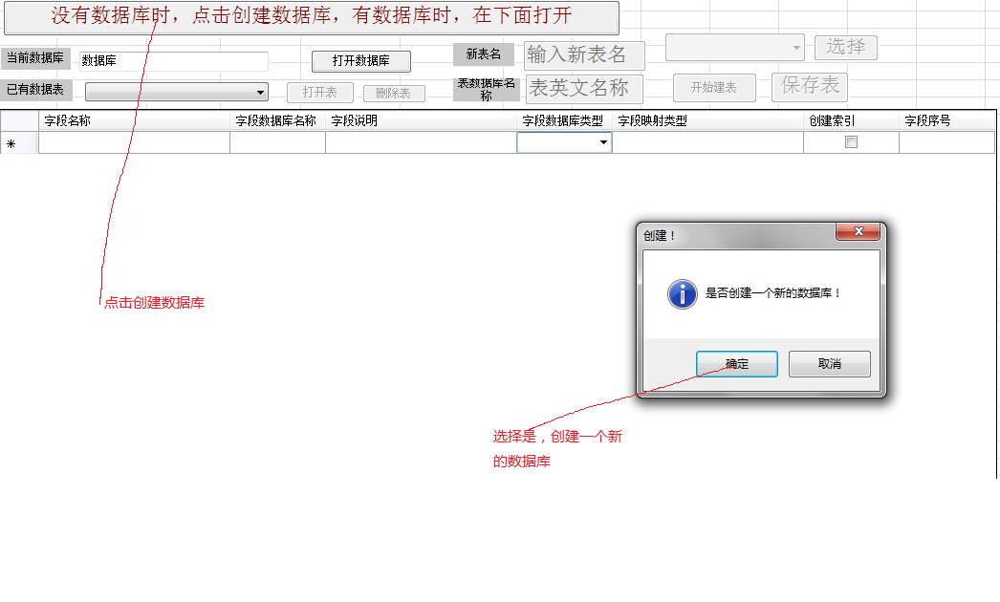 没有数据库时，点击创建数据库，有数据库时，在下面打开
当前数据库 数据库 打开数据库 新表名 输入新表名 选择
已有数据表 打开表 删除表 表数据库名
称 表英文名称 开始建表 保存表
字段名称 字段数据库名称 字段说明 字段数据库类型 字段映射类型 创建索引 字段序号
创建！
是否创建一个新的数据库！
点击创建数据库
确定 取消
选择是，创建一个新
的数据库